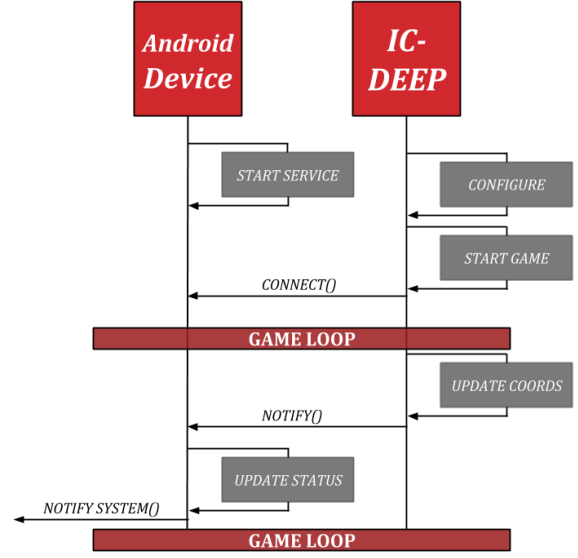 Android
Device
IC-
DEEP
START SERVICE
CONFIGURE
START GAME
CONNECT()
GAME LOOP
UPDATE COORDS
NOTIFY()
UPDATE STATUS
NOTIFY SYSTEM()
GAME LOOP